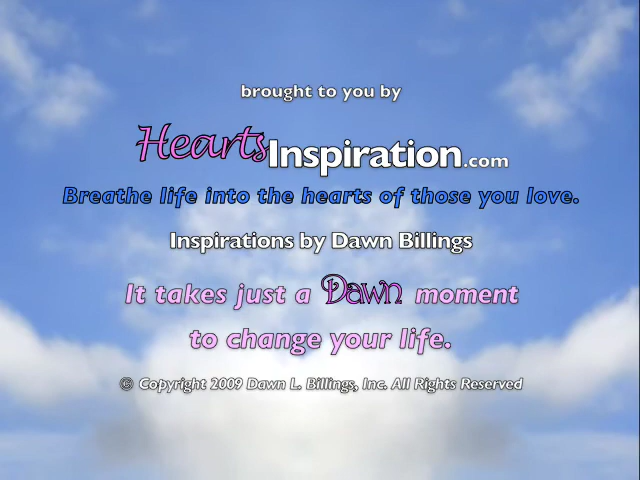 brought to you by
HeartsInspiration.com
Breathe life into the hearts of those you love.
Inspirations by Dawn Billings
It takes just a Dawn moment
to change your life.
© Copyright 2009 Dawn L. Billings, Inc. All Rights Reserved